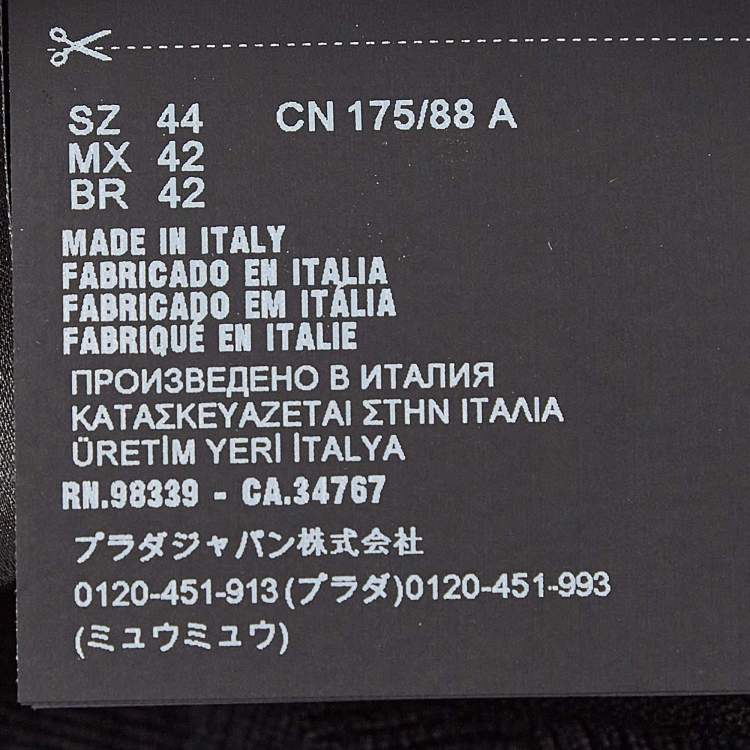 SZ 44 CN 175/88 A
MX 42
BR 42
MADE IN ITALY
FABRICADO EN ITALIA
FABRICADO EM ITÁLIA
FABRIQUÉ EN ITALIE
ПРОИЗВЕДЕНО В ИТАЛИЯ
ΚΑΤΑΣΚΕΥΑΖΕΤΑΙ ΣΤΗΝ ΙΤΑΛΙΑ
ÜRETİM YERİ İTALYA
RN.98339 - CA.34767
プラダジャパン株式会社
0120-451-913(プラダ)0120-451-993
(ミュウミュウ)